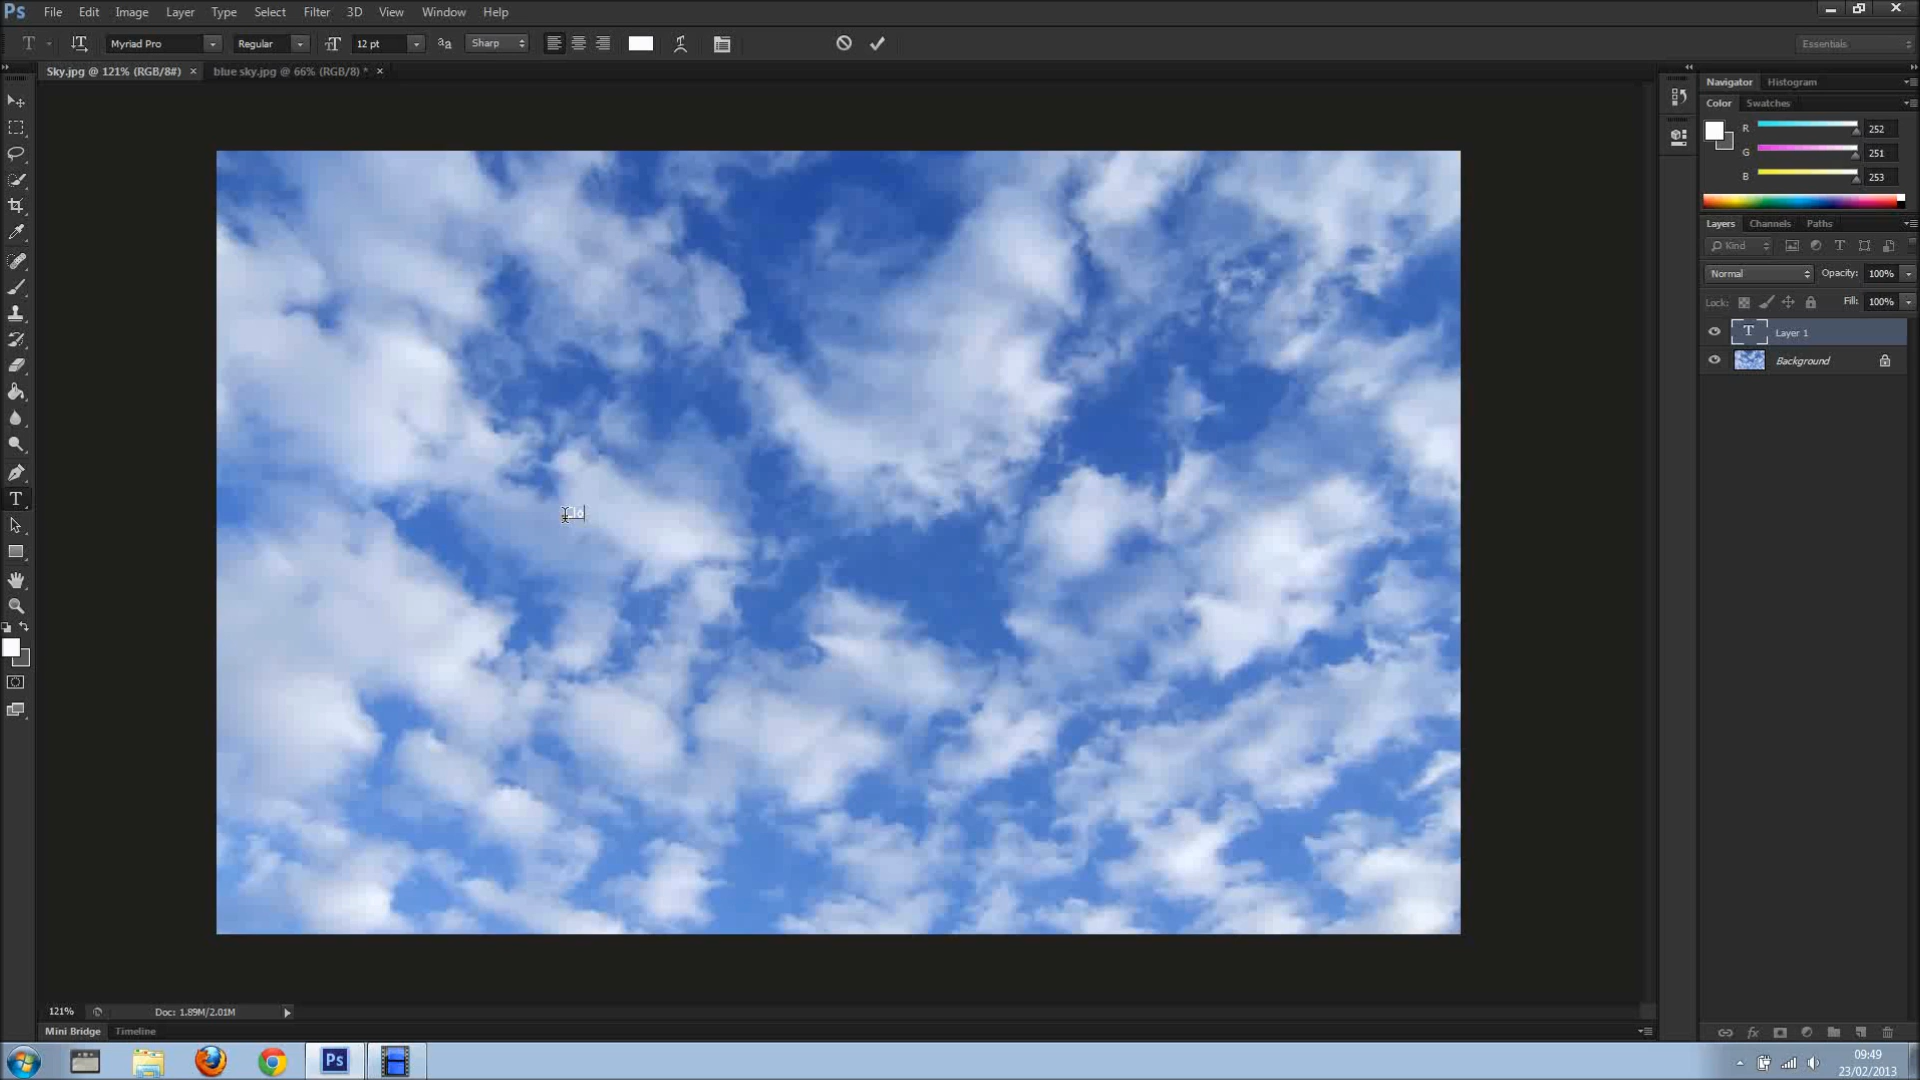 Ps File Edit Image Layer Type Select Filter 3D View Window Help
T Myriad Pro Regular 12 pt Sharp Essentials
Sky.jpg @ 121% (RGB/8#) × blue sky.jpg @ 66% (RGB/8) * ×
Navigator Histogram
Color Swatches
R 252
G 251
B 253
Layers Channels Paths
Kind
Normal Opacity: 100%
Lock: Fill: 100%
T Layer 1
Background
121% Doc: 1.89M/2.01M
Mini Bridge Timeline
Ps
09:49
23/02/2013